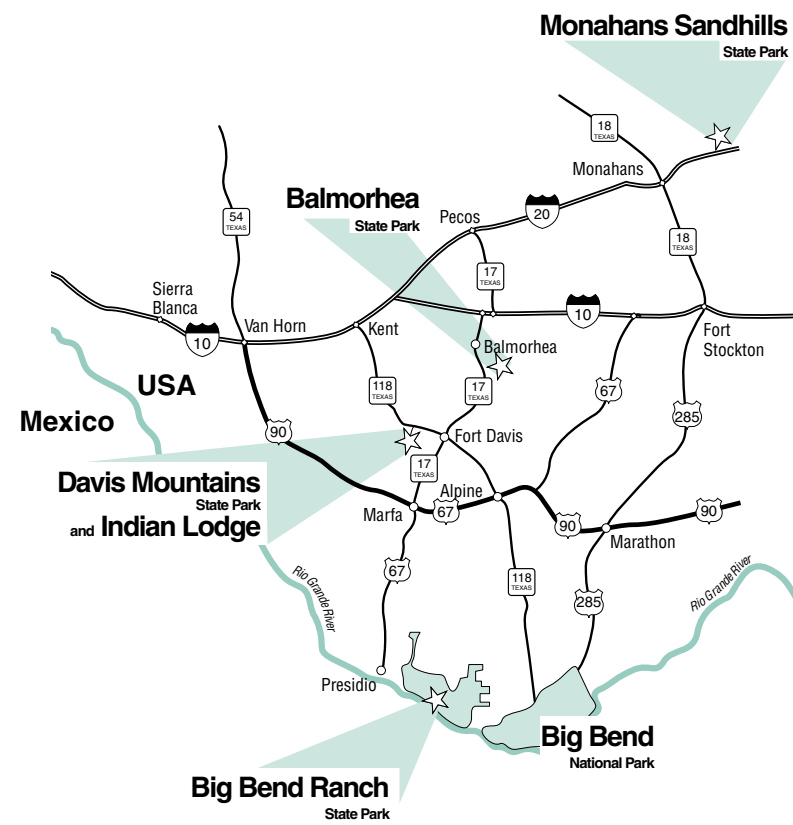 Monahans Sandhills
State Park
18
TEXAS
Monahans
Balmorhea
State Park
Pecos
20
54
TEXAS
18
TEXAS
17
TEXAS
Sierra
Blanca
10
Van Horn
Kent
10
Fort
Stockton
Balmorhea
USA
118
TEXAS
17
TEXAS
67
285
Mexico
90
Fort Davis
Davis Mountains
State Park
and Indian Lodge
17
TEXAS
Alpine
Marfa
67
90
90
Marathon
Rio Grande River
67
118
TEXAS
285
Rio Grande River
Presidio
Big Bend
National Park
Big Bend Ranch
State Park